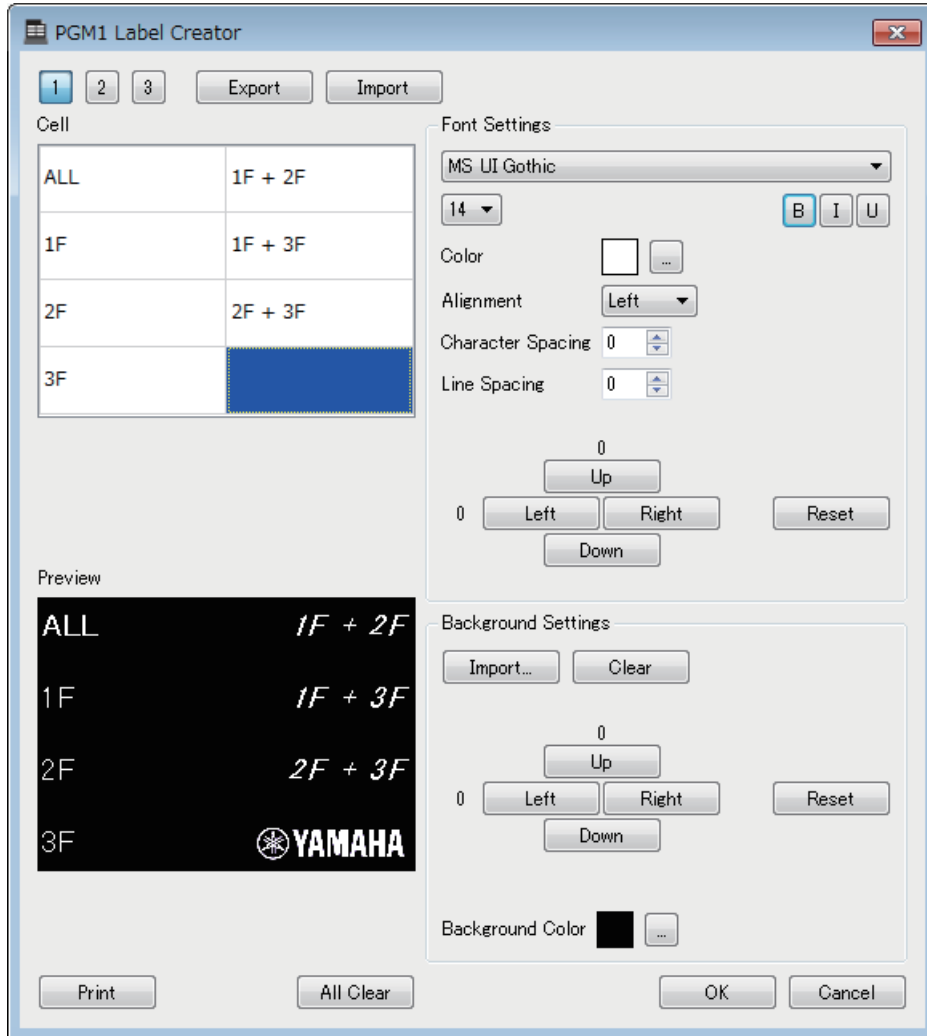 PGM1 Label Creator
1 2 3 Export Import
Cell
ALL 1F + 2F
1F 1F + 3F
2F 2F + 3F
3F
Font Settings
MS UI Gothic
14 B I U
Color ...
Alignment Left
Character Spacing 0
Line Spacing 0
0
Up
0 Left Right Reset
Down
Preview
ALL 1F + 2F
1F 1F + 3F
2F 2F + 3F
3F YAMAHA
Background Settings
Import... Clear
0
Up
0 Left Right Reset
Down
Background Color ...
Print All Clear OK Cancel